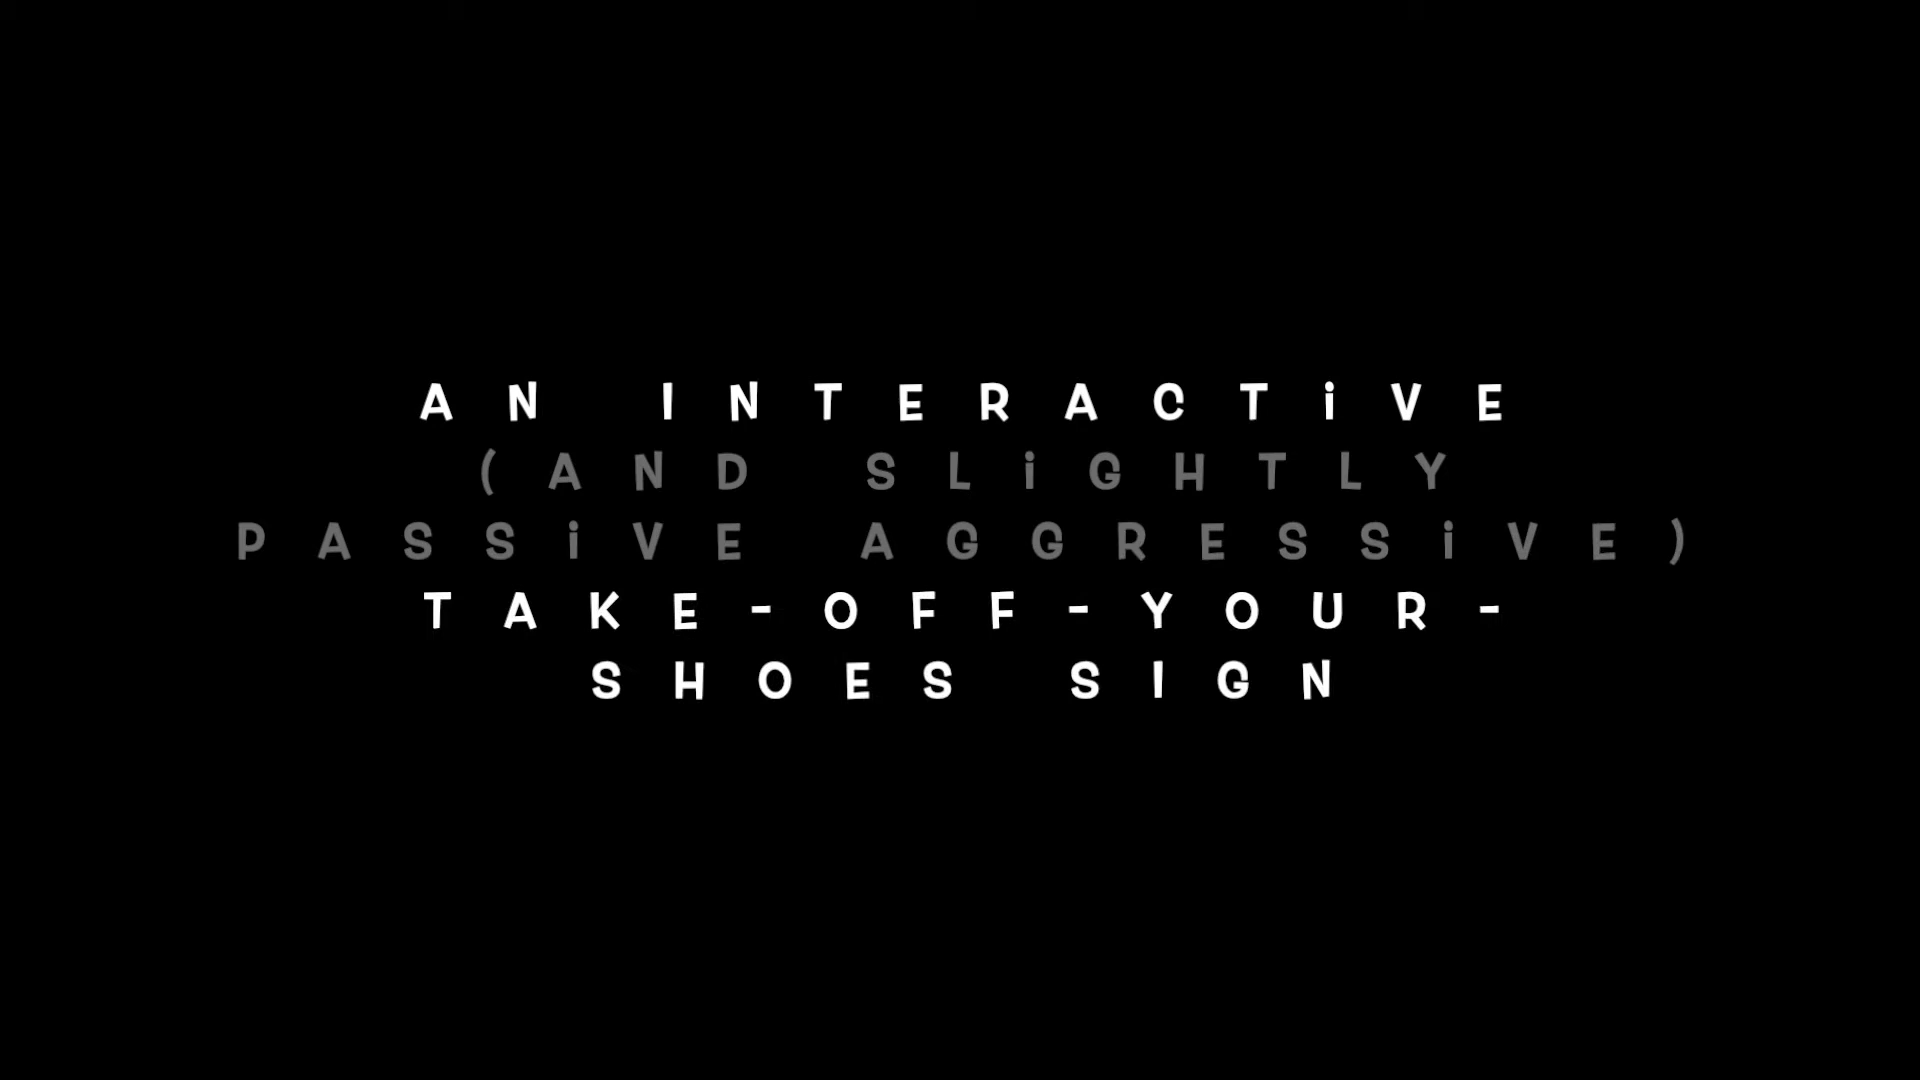 AN INTERACTiVE
(AND SLiGHTLY
PASSiVE AGGRESSiVE)
TAKE-OFF-YOUR-
SHOES SIGN